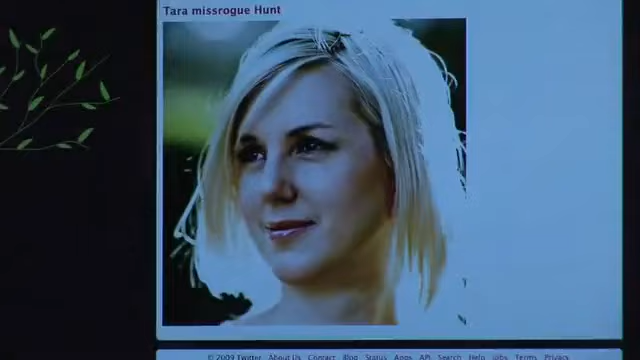 Tara missrogue Hunt
© 2009 Twitter About Us Contact Blog Status Apps API Search Help Jobs Terms Privacy